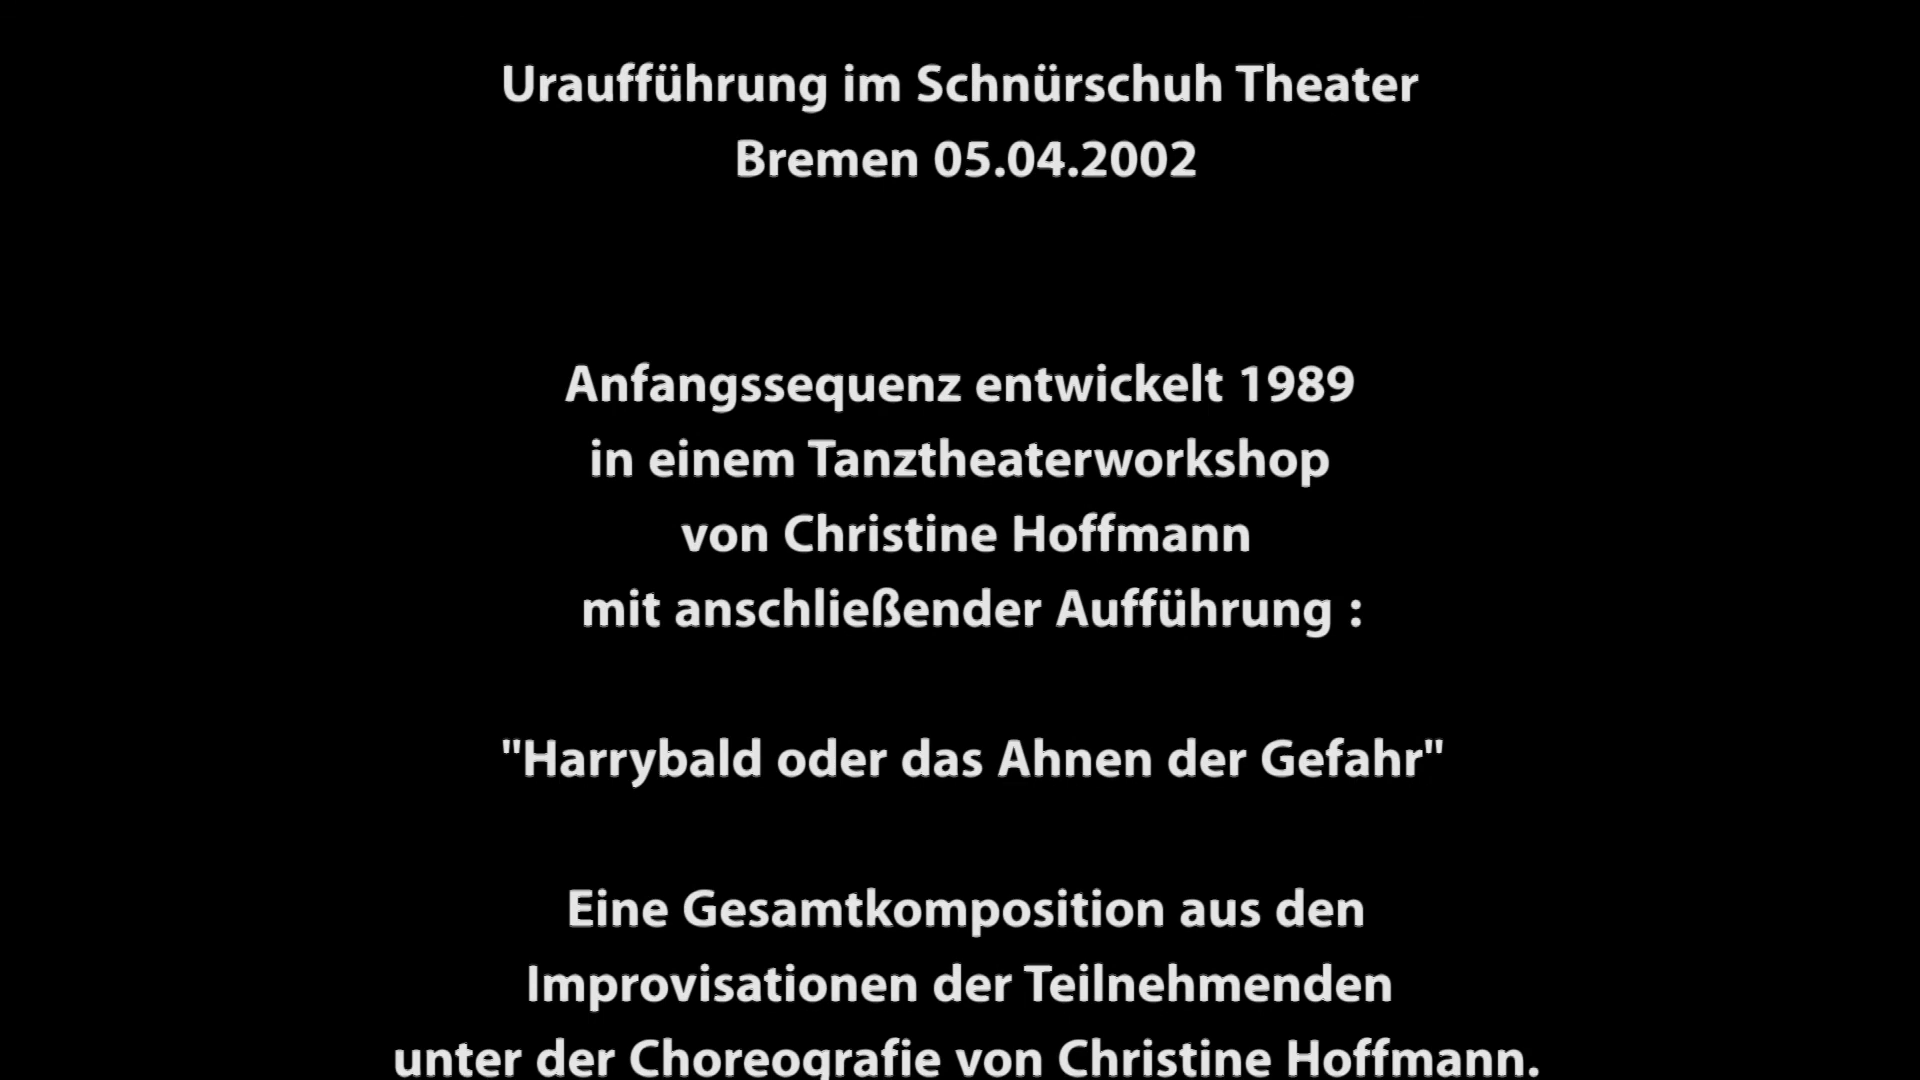 Uraufführung im Schnürschuh Theater
Bremen 05.04.2002
Anfangssequenz entwickelt 1989
in einem Tanztheaterworkshop
von Christine Hoffmann
mit anschließender Aufführung :
"Harrybald oder das Ahnen der Gefahr"
Eine Gesamtkomposition aus den
Improvisationen der Teilnehmenden
unter der Choreografie von Christine Hoffmann.